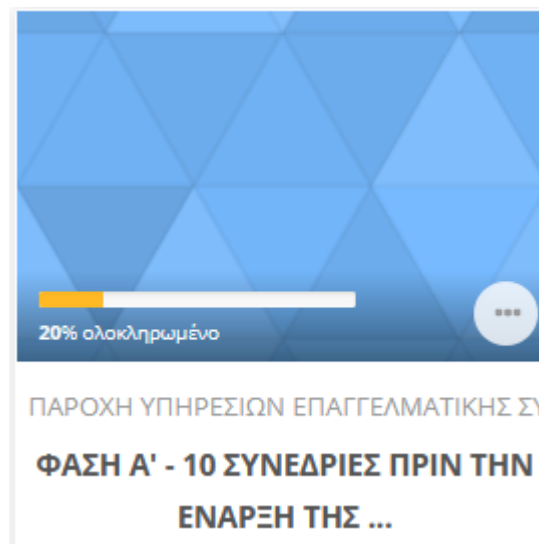 20% ολοκληρωμένο
ΠΑΡΟΧΗ ΥΠΗΡΕΣΙΩΝ ΕΠΑΓΓΕΛΜΑΤΙΚΗΣ
ΦΑΣΗ Α' - 10 ΣΥΝΕΔΡΙΕΣ ΠΡΙΝ ΤΗΝ
ΕΝΑΡΞΗ ΤΗΣ ...